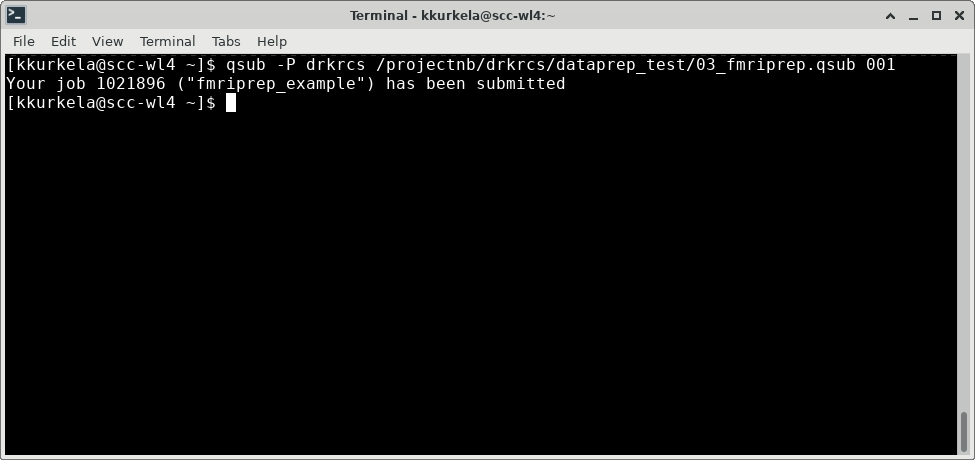 Terminal - kkurkela@scc-wl4:~
File Edit View Terminal Tabs Help
[kkurkela@scc-wl4 ~]$ qsub -P drkrcs /projectnb/drkrcs/dataprep_test/03_fmriprep.qsub 001
Your job 1021896 ("fmriprep_example") has been submitted
[kkurkela@scc-wl4 ~]$